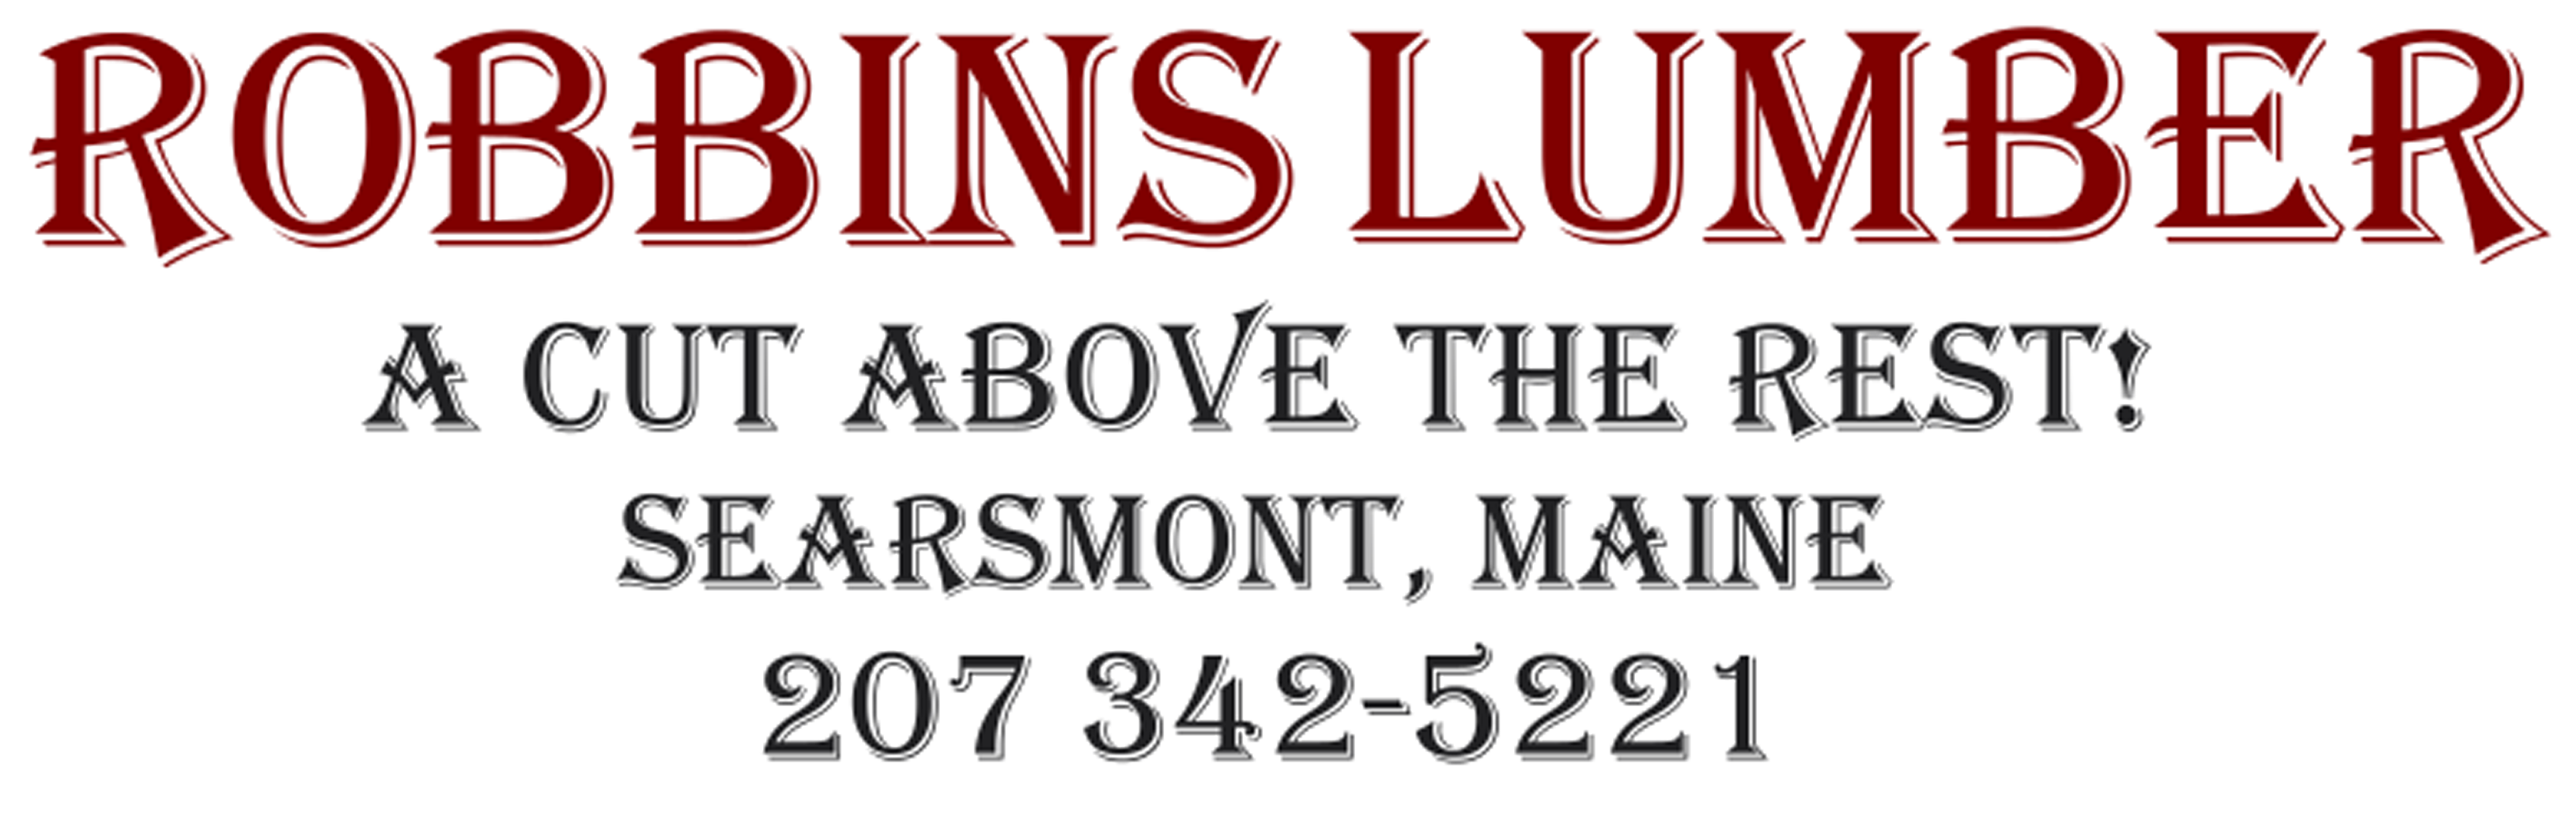 ROBBINS LUMBER
A CUT ABOVE THE REST!
SEARSMONT, MAINE
207 342-5221